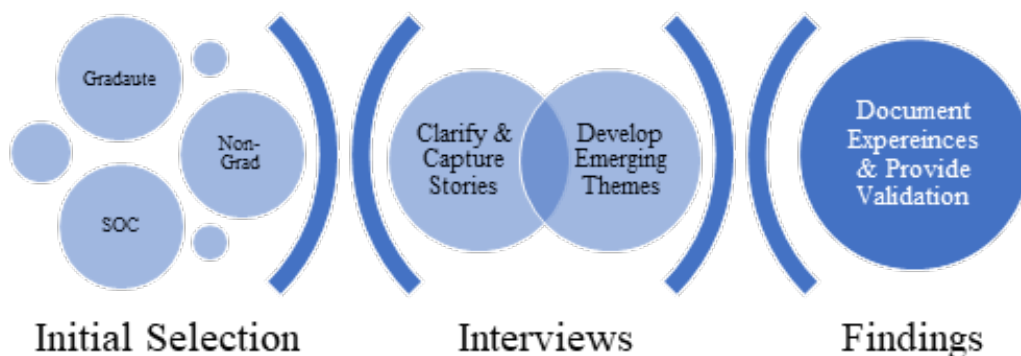 Gradaute
Non-
Grad
SOC
Clarify &
Capture
Stories
Develop
Emerging
Themes
Document
Expereinces
& Provide
Validation
Initial Selection
Interviews
Findings